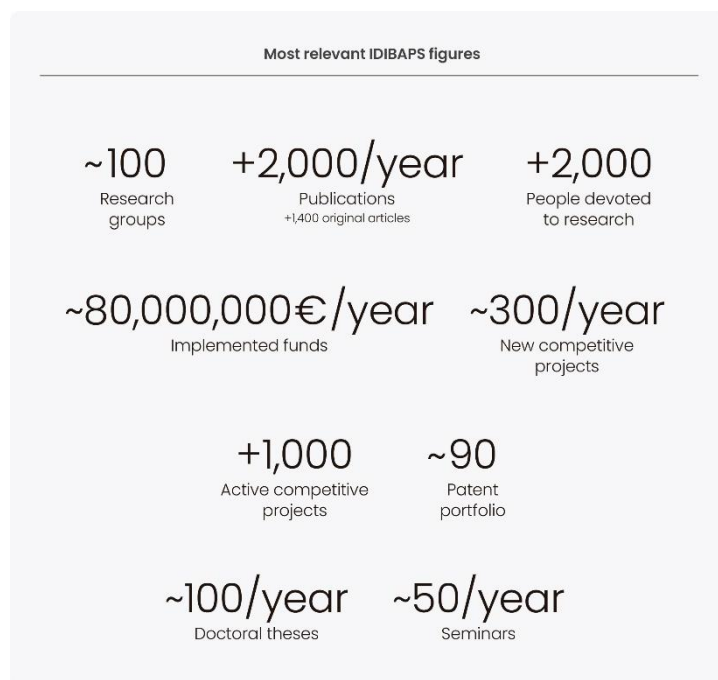 Most relevant IDIBAPS figures
~100
Research
groups
+2,000/year
Publications
+1,400 original articles
+2,000
People devoted
to research
~80,000,000€/year
Implemented funds
~300/year
New competitive
projects
+1,000
Active competitive
projects
~90
Patent
portfolio
~100/year
Doctoral theses
~50/year
Seminars